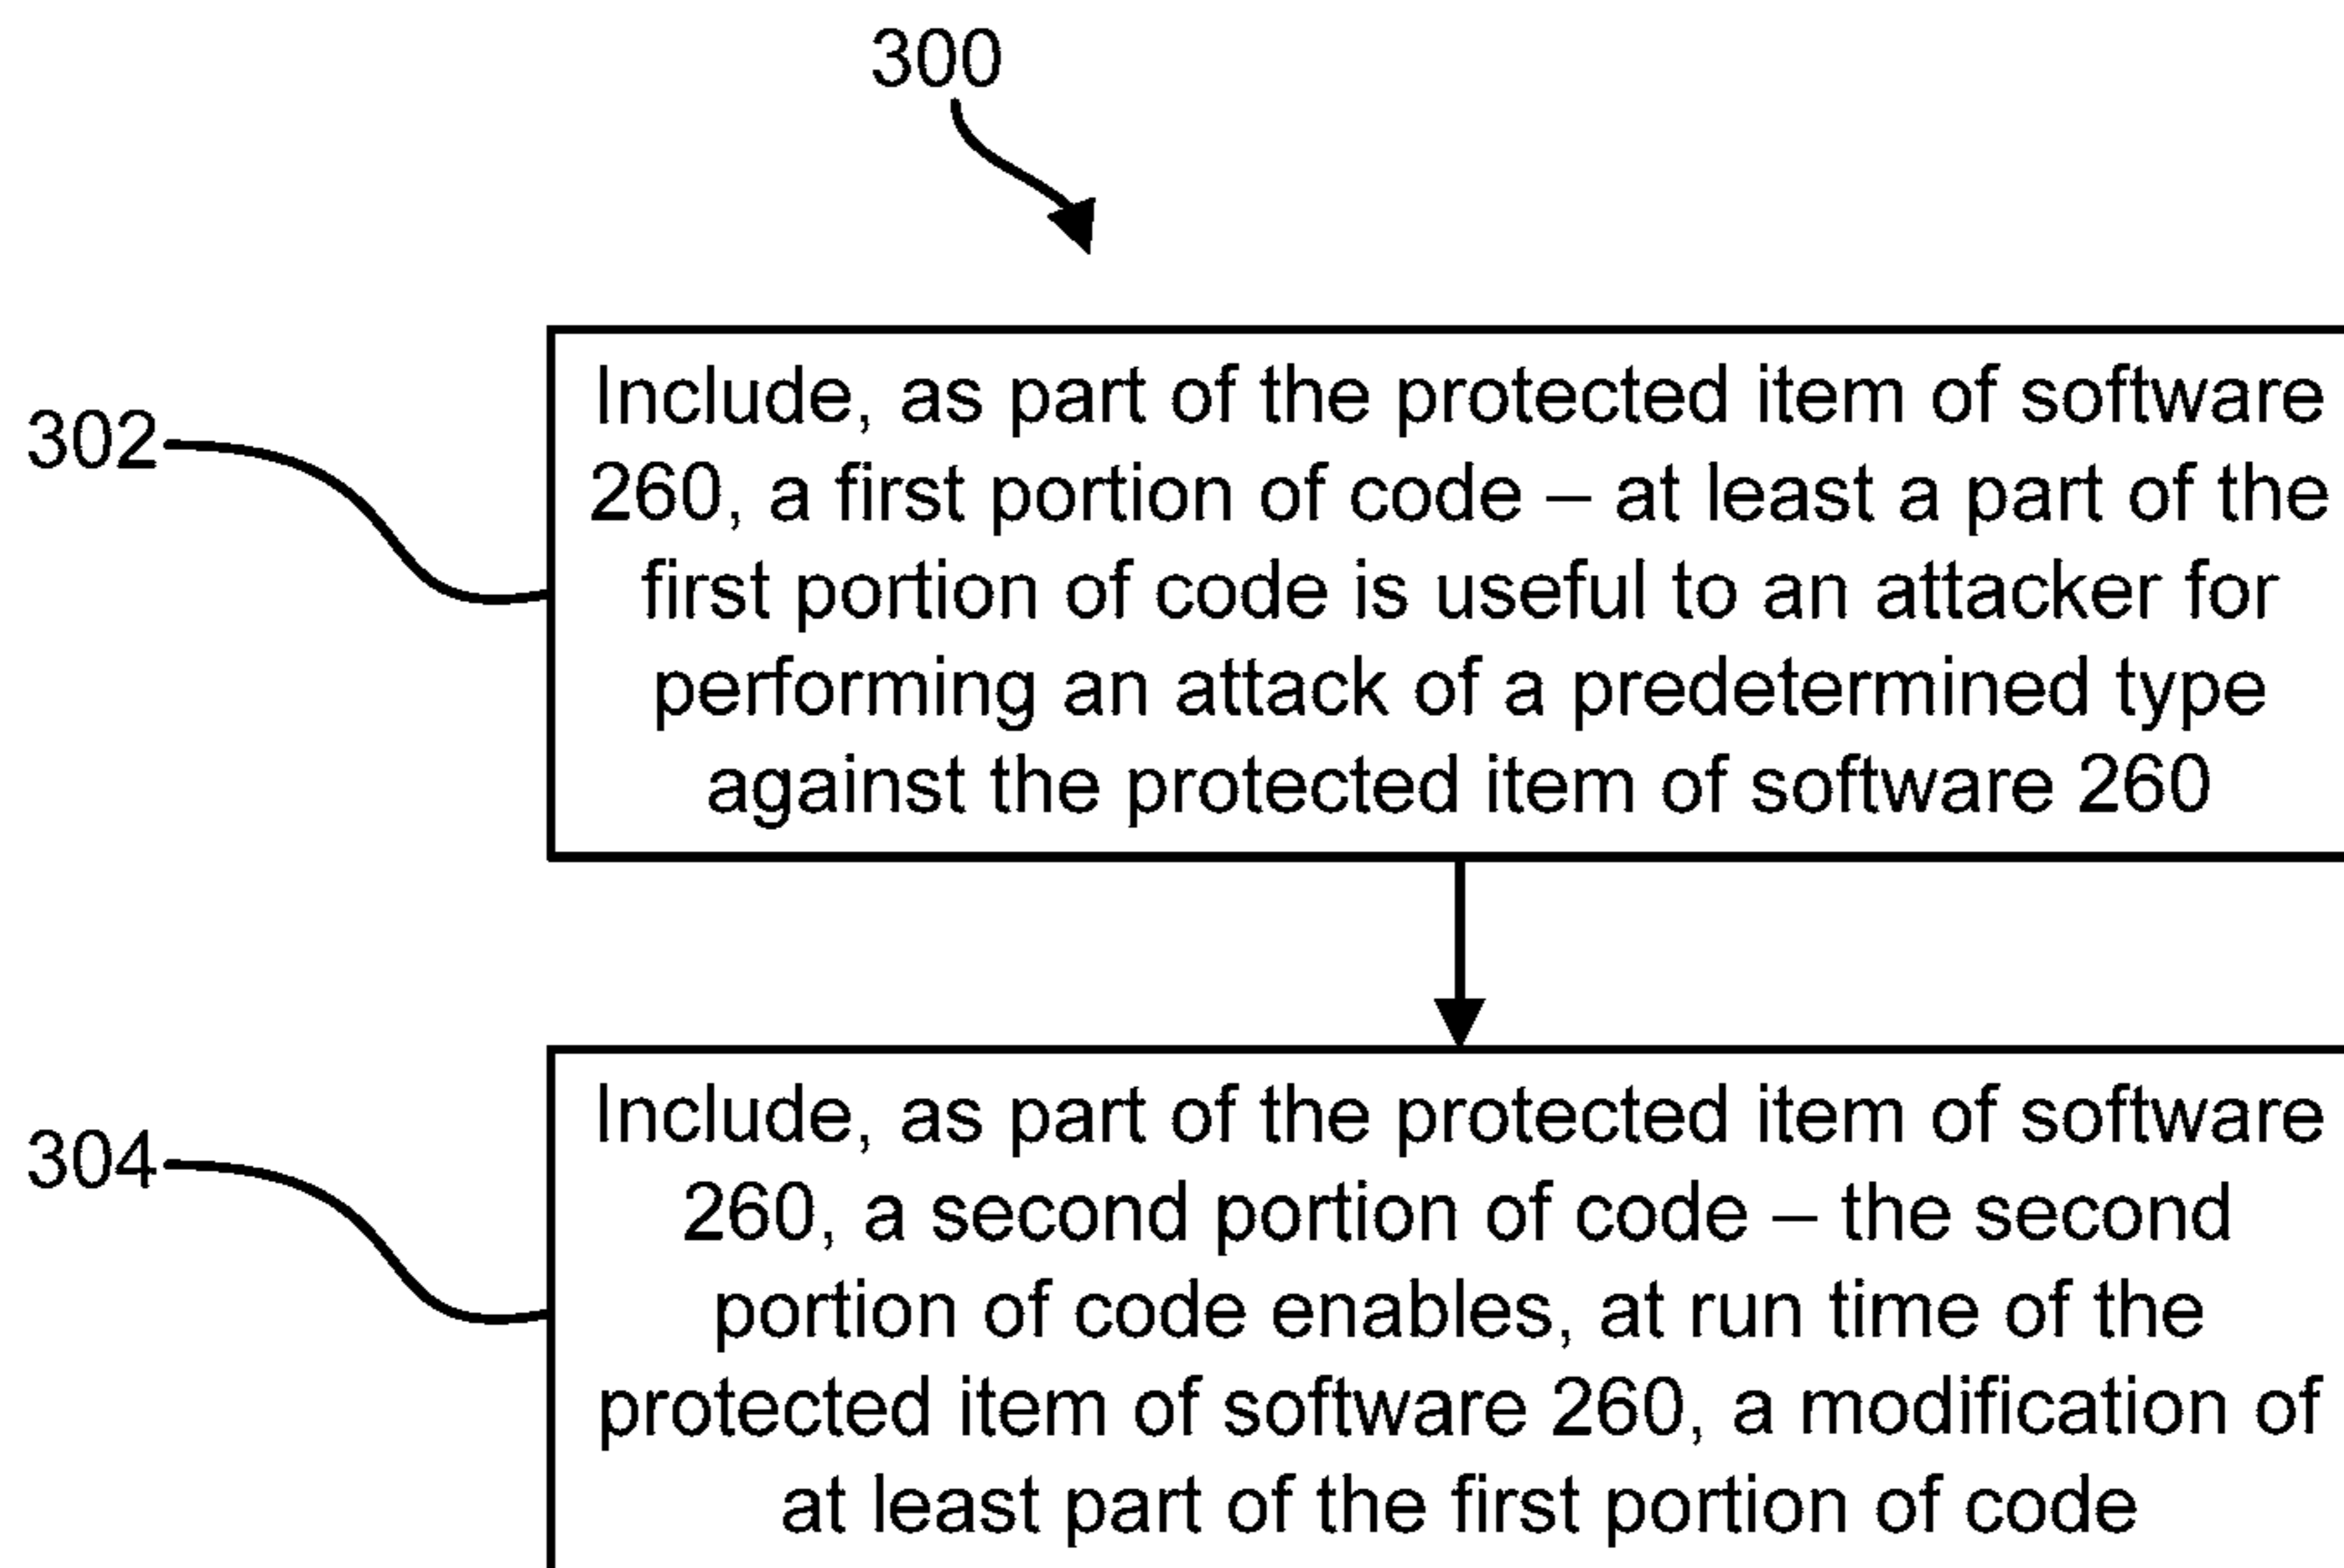 300
302
Include, as part of the protected item of software
260, a first portion of code – at least a part of the
first portion of code is useful to an attacker for
performing an attack of a predetermined type
against the protected item of software 260
304
Include, as part of the protected item of software
260, a second portion of code – the second
portion of code enables, at run time of the
protected item of software 260, a modification of
at least part of the first portion of code